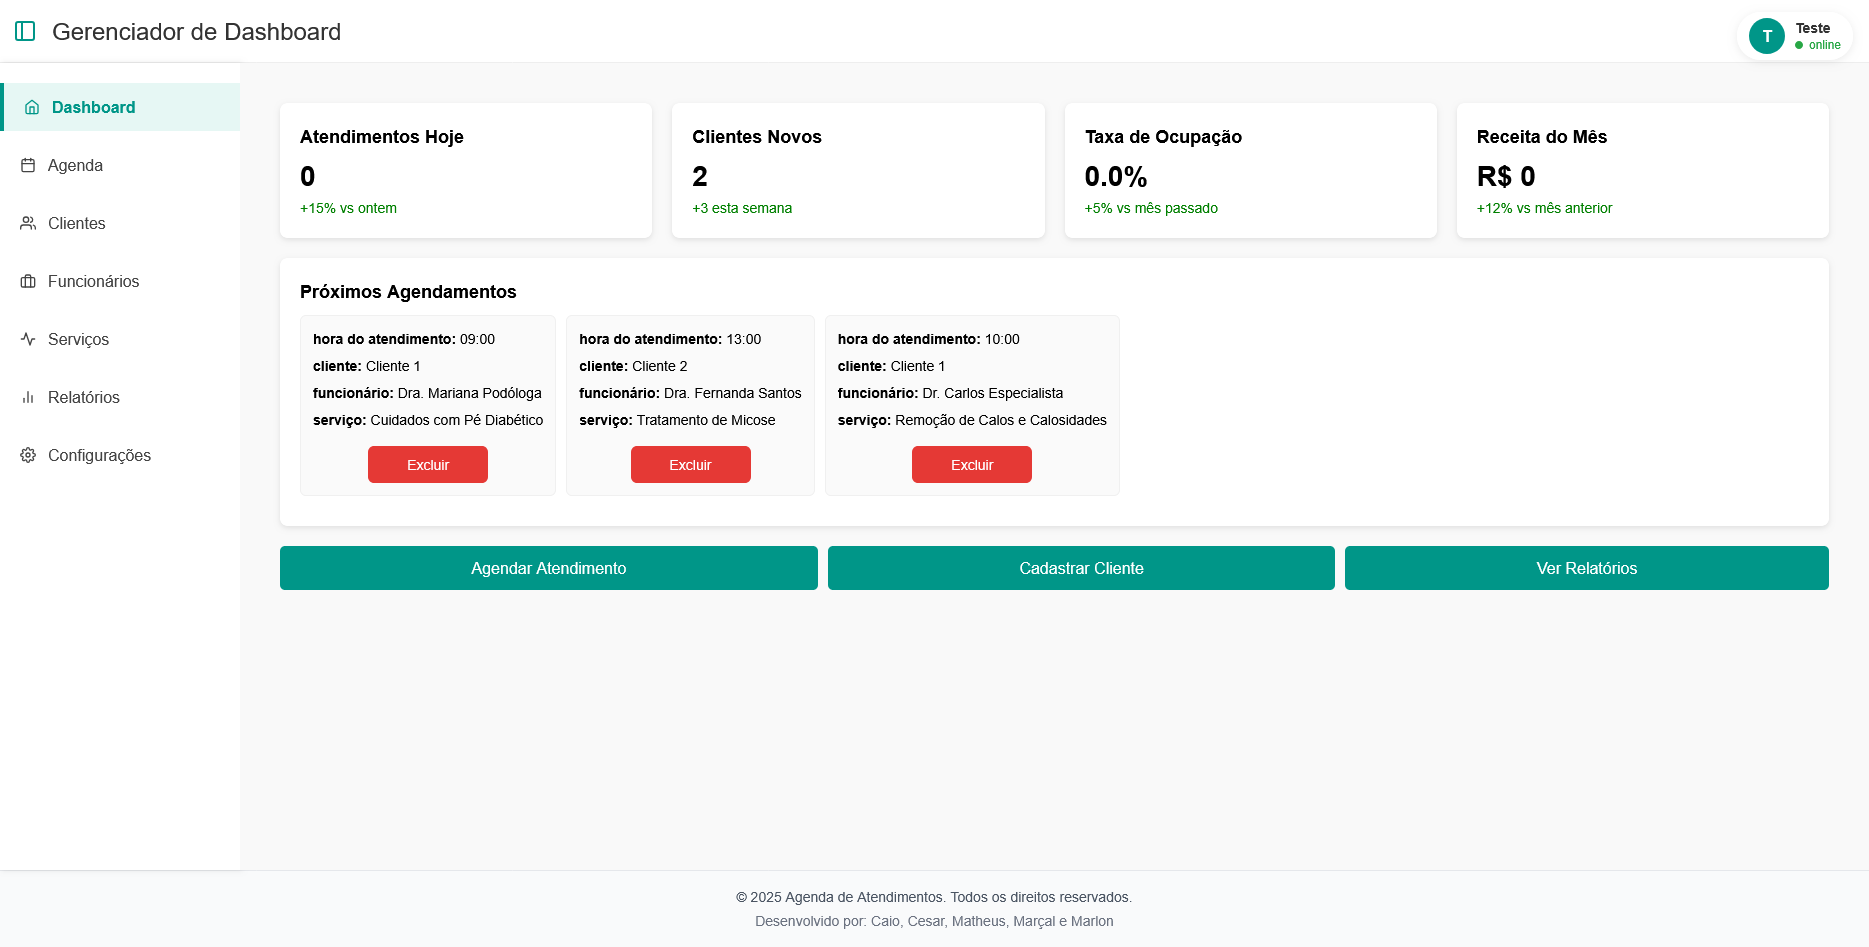 Gerenciador de Dashboard
T
Teste
online
Dashboard
Agenda
Clientes
Funcionários
Serviços
Relatórios
Configurações
Atendimentos Hoje
0
+15% vs ontem
Clientes Novos
2
+3 esta semana
Taxa de Ocupação
0.0%
+5% vs mês passado
Receita do Mês
R$ 0
+12% vs mês anterior
Próximos Agendamentos
hora do atendimento: 09:00
cliente: Cliente 1
funcionário: Dra. Mariana Podóloga
serviço: Cuidados com Pé Diabético
Excluir
hora do atendimento: 13:00
cliente: Cliente 2
funcionário: Dra. Fernanda Santos
serviço: Tratamento de Micose
Excluir
hora do atendimento: 10:00
cliente: Cliente 1
funcionário: Dr. Carlos Especialista
serviço: Remoção de Calos e Calosidades
Excluir
Agendar Atendimento
Cadastrar Cliente
Ver Relatórios
© 2025 Agenda de Atendimentos. Todos os direitos reservados.
Desenvolvido por: Caio, Cesar, Matheus, Marçal e Marlon